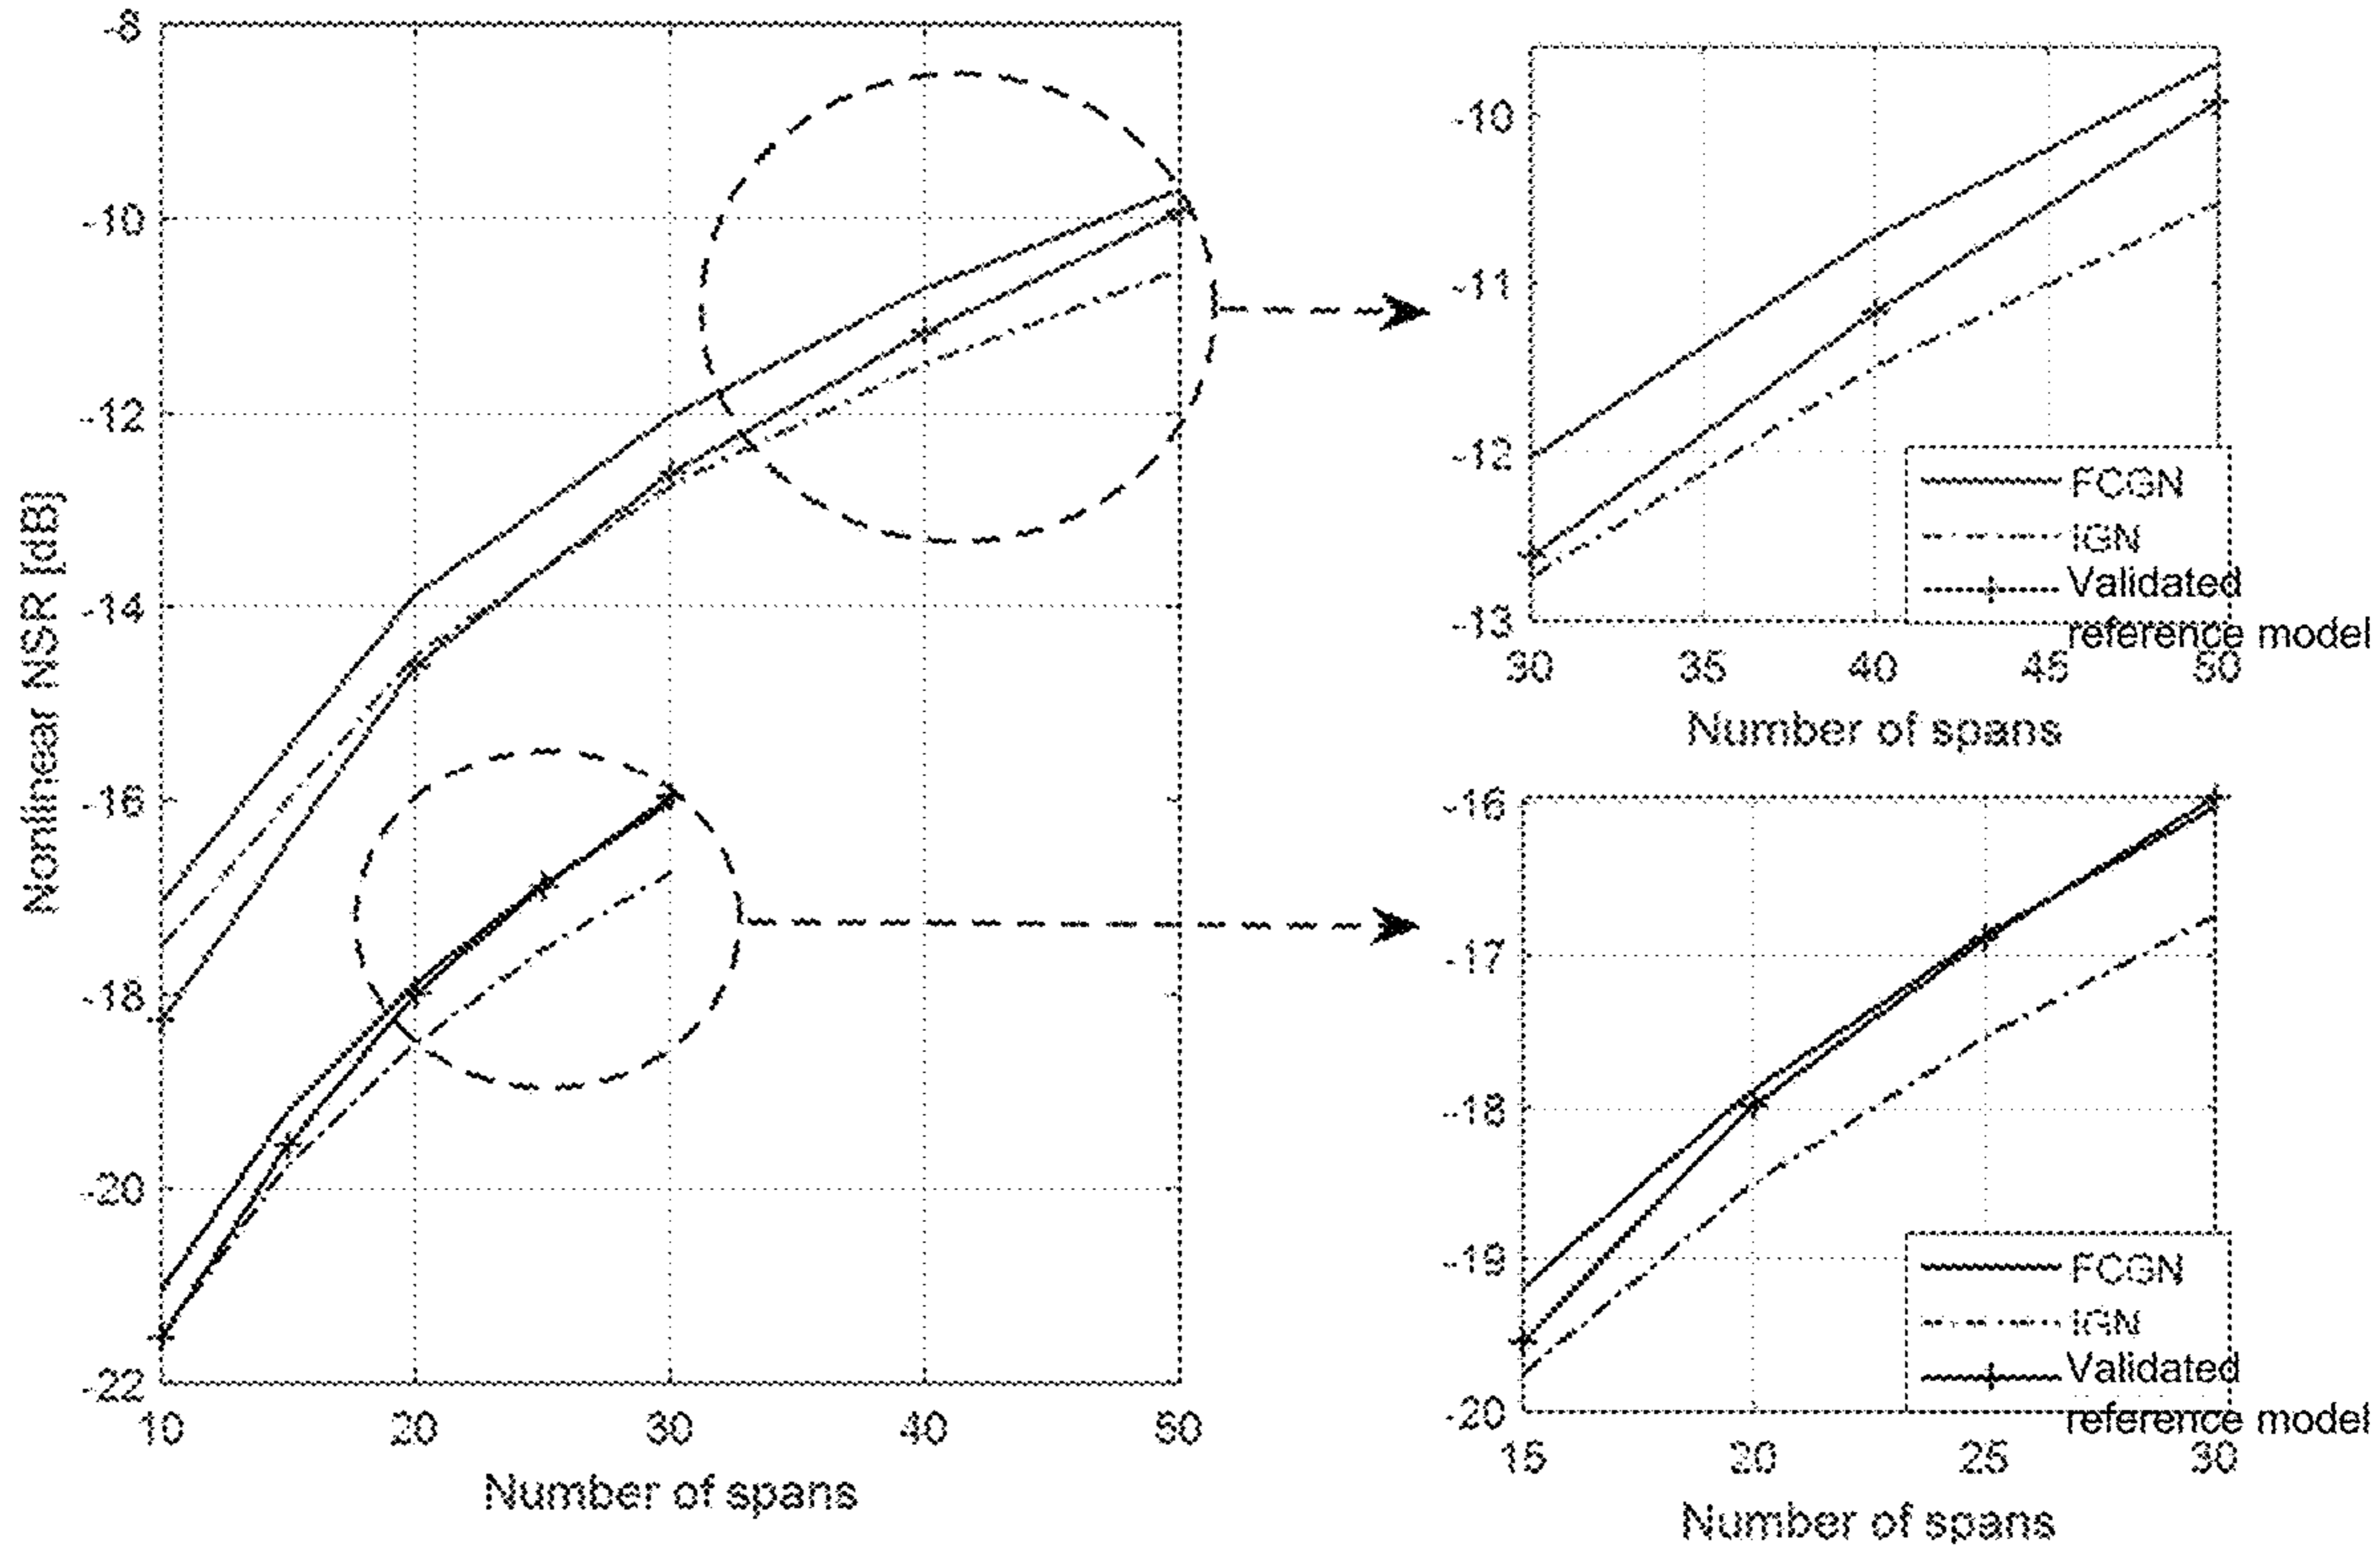 Nonlinear NSR [dB]
-8
-10
-12
-14
-16
-18
-20
-22
10 20 30 40 50
Number of spans
-10
-11
-12
-13
FCGN
IGN
Validated
reference model
30 35 40 45 50
Number of spans
-16
-17
-18
-19
-20
FCGN
IGN
Validated
reference model
15 20 25 30
Number of spans